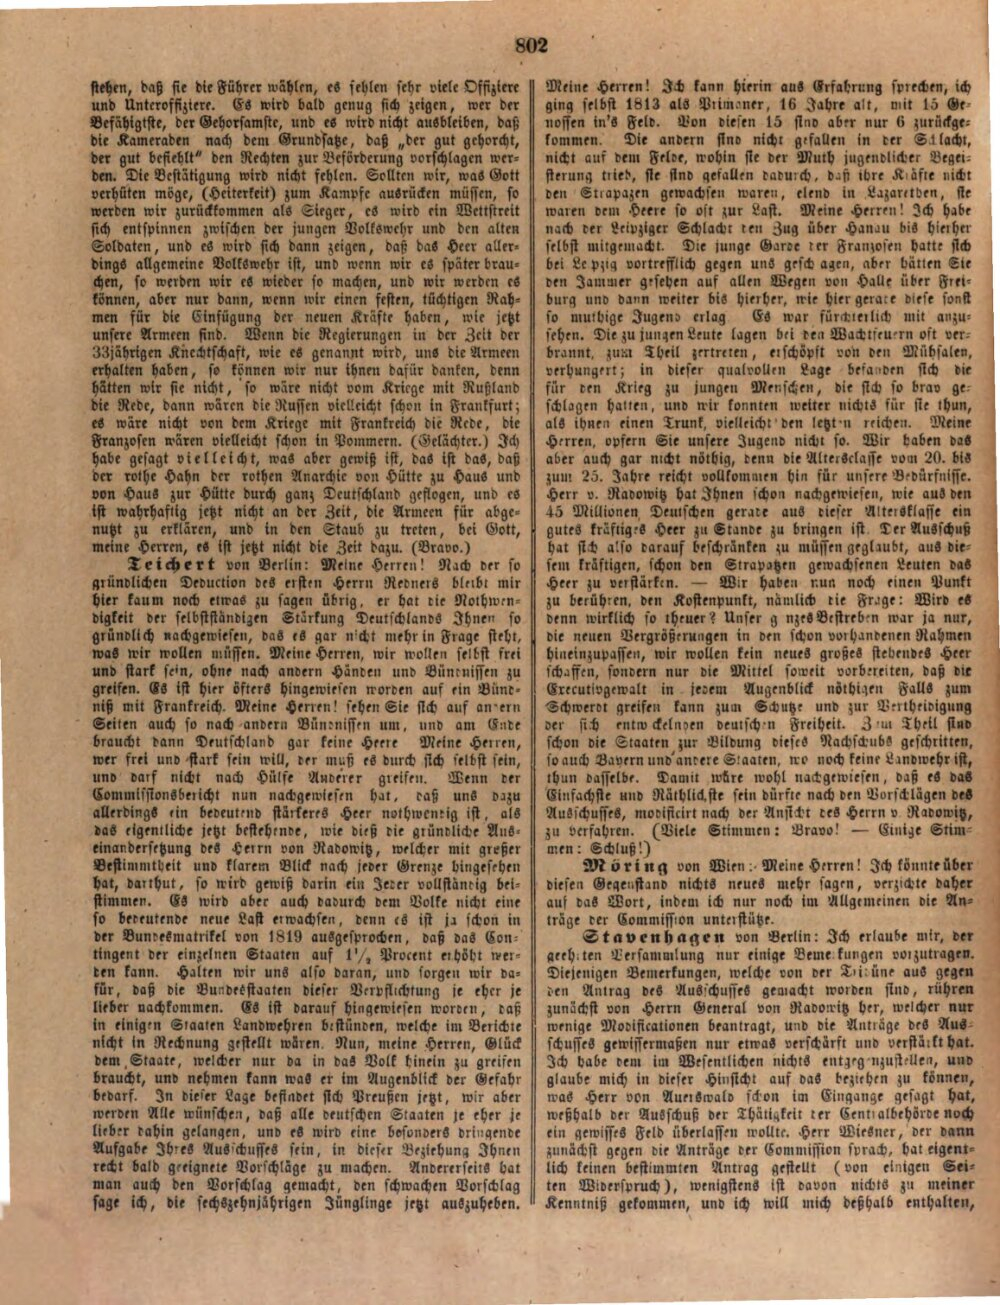 802
stehen, daß sie die Führer wählen, es fehlen sehr viele Offiziere
und Unteroffiziere. Es wird bald genug sich zeigen, wer der
Befähigtste, der Gehorsamste, und es wird nicht ausbleiben, daß
die Kameraden nach dem Grundsatze, daß „der gut gehorcht,
der gut befiehlt" den Rechten zur Beförderung vorschlagen wer-
den. Die Bestätigung wird nicht fehlen. Sollten wir, was Gott
verhüten möge, (Heiterkeit) zum Kampfe ausrücken müssen, so
werden wir zurückkommen als Sieger, es wird ein Wettstreit
sich entspinnen zwischen der jungen Volkswehr und den alten
Soldaten, und es wird sich dann zeigen, daß das Heer aller-
dings allgemeine Volkswehr ist, und wenn wir es später brau-
chen, so werden wir es wieder so machen, und wir werden es
können, aber nur dann, wenn wir einen festen, tüchtigen Rah-
men für die Einfügung der neuen Kräfte haben, wie jetzt
unsere Armeen sind. Wenn die Regierungen in der Zeit der
33jährigen Knechtschaft, wie es genannt wird, uns die Armeen
erhalten haben, so können wir nur ihnen dafür danken, denn
hätten wir sie nicht, so wäre nicht vom Kriege mit Rußland
die Rede, dann wären die Russen vielleicht schon in Frankfurt;
es wäre nicht von dem Kriege mit Frankreich die Rede, die
Franzosen wären vielleicht schon in Pommern. (Gelächter.) Ich
habe gesagt vielleicht, was aber gewiß ist, das ist das, daß
der rothe Hahn der rothen Anarchie von Hütte zu Haus und
von Haus zur Hütte durch ganz Deutschland geflogen, und es
ist wahrhaftig jetzt nicht an der Zeit, die Armeen für abge-
nutzt zu erklären, und in den Staub zu treten, bei Gott,
meine Herren, es ist jetzt nicht die Zeit dazu. (Bravo.)
Teichert von Berlin: Meine Herren! Nach der so
gründlichen Deduction des ersten Herrn Redners bleibt mir
hier kaum noch etwas zu sagen übrig, er hat die Nothwen-
digkeit der selbstständigen Stärkung Deutschlands Ihnen so
gründlich nachgewiesen, das es gar nicht mehr in Frage steht,
was wir wollen müssen. Meine Herren, wir wollen selbst frei
und stark sein, ohne nach andern Händen und Bündnissen zu
greifen. Es ist hier öfters hingewiesen worden auf ein Bünd-
niß mit Frankreich. Meine Herren! sehen Sie sich auf andern
Seiten auch so nach andern Bündnissen um, und am Ende
braucht dann Deutschland gar keine Heere Meine Herren,
wer frei und stark sein will, der muß es durch sich selbst sein,
und darf nicht nach Hülfe Anderer greifen. Wenn der
Commissionsbericht nun nachgewiesen hat, daß uns dazu
allerdings ein bedeutend stärkeres Heer nothwendig ist, als
das eigentliche jetzt bestehende, wie dieß die gründliche Aus-
einandersetzung des Herrn von Radowitz, welcher mit großer
Bestimmtheit und klarem Blick nach jeder Grenze hingesehen
hat, darthut, so wird gewiß darin ein Jeder vollständig bei-
stimmen. Es wird aber auch dadurch dem Volke nicht eine
so bedeutende neue Last erwachsen, denn es ist ja schon in
der Bundesmatrikel von 1819 ausgesprochen, daß das Con-
tingent der einzelnen Staaten auf 1½ Procent erhöht wer-
den kann. Halten wir uns also daran, und sorgen wir da-
für, daß die Bundesstaaten dieser Verpflichtung je eher je
lieber nachkommen. Es ist darauf hingewiesen worden, daß
in einigen Staaten Landwehren bestünden, welche im Berichte
nicht in Rechnung gestellt wären. Nun, meine Herren, Glück
dem Staate, welcher nur da in das Volk hinein zu greifen
braucht, und nehmen kann was er im Augenblick der Gefahr
bedarf. In dieser Lage befindet sich Preußen jetzt, wir aber
werden Alle wünschen, daß alle deutschen Staaten je eher je
lieber dahin gelangen, und es wird eine besonders dringende
Aufgabe Ihres Ausschusses sein, in dieser Beziehung Ihnen
recht bald geeignete Vorschläge zu machen. Andererseits hat
man auch den Vorschlag gemacht, den schwachen Vorschlag
sage ich, die sechszehnjährigen Jünglinge jetzt auszuheben.
Meine Herren! Ich kann hierin aus Erfahrung sprechen, ich
ging selbst 1813 als Primaner, 16 Jahre alt, mit 15 Ge-
nossen in's Feld. Von diesen 15 sind aber nur 6 zurückge-
kommen. Die andern sind nicht gefallen in der Schlacht,
nicht auf dem Felde, wohin sie der Muth jugendlicher Begei-
sterung trieb, sie sind gefallen dadurch, daß ihre Kräfte nicht
den Strapazen gewachsen waren, elend in Lazarethen, sie
waren dem Heere so oft zur Last. Meine Herren! Ich habe
nach der Leipziger Schlacht den Zug über Hanau bis hierher
selbst mitgemacht. Die junge Garde der Franzosen hatte sich
bei Leipzig vortrefflich gegen uns geschlagen, aber hätten Sie
den Jammer gesehen auf allen Wegen von Halle über Frei-
burg und dann weiter bis hierher, wie hier gerade diese sonst
so muthige Jugend erlag Es war fürchterlich mit anzu-
sehen. Die zu jungen Leute lagen bei den Wachtfeuern oft ver-
brannt, zum Theil zertreten, erschöpft von den Mühsalen,
verhungert; in dieser qualvollen Lage befanden sich die
für den Krieg zu jungen Menschen, die sich so brav ge-
schlagen hatten, und wir konnten weiter nichts für sie thun,
als ihnen einen Trunk, vielleicht den letzten reichen. Meine
Herren, opfern Sie unsere Jugend nicht so. Wir haben das
aber auch gar nicht nöthig, denn die Altersclasse vom 20. bis
zum 25. Jahre reicht vollkommen hin für unsere Bedürfnisse.
Herr v. Radowitz hat Ihnen schon nachgewiesen, wie aus den
45 Millionen Deutschen gerade aus dieser Altersklasse ein
gutes kräftiges Heer zu Stande zu bringen ist. Der Ausschuß
hat sich also darauf beschränken zu müssen geglaubt, aus die-
sem kräftigen, schon den Strapatzen gewachsenen Leuten das
Heer zu verstärken. — Wir haben nun noch einen Punkt
zu berühren, den Kostenpunkt, nämlich die Frage: Wird es
denn wirklich so theuer? Unser ganzes Bestreben war ja nur,
die neuen Vergrößerungen in den schon vorhandenen Rahmen
hineinzupassen, wir wollen kein neues großes stehendes Heer
schaffen, sondern nur die Mittel soweit vorbereiten, daß die
Executivgewalt in jedem Augenblick nöthigen Falls zum
Schwerdt greifen kann zum Schutze und zur Vertheidigung
der sich entwickelnden deutschen Freiheit. Zum Theil sind
schon die Staaten zur Bildung dieses Nachschubs geschritten,
so auch Bayern und andere Staaten, wo noch keine Landwehr ist,
thun dasselbe. Damit wäre wohl nachgewiesen, daß es das
Einfachste und Räthlichste sein dürfte nach den Vorschlägen des
Ausschusses, modificirt nach der Ansicht des Herrn v. Radowitz,
zu verfahren. (Viele Stimmen: Bravo! — Einige Stim-
men: Schluß!)
Möring von Wien: Meine Herren! Ich könnte über
diesen Gegenstand nichts neues mehr sagen, verzichte daher
auf das Wort, indem ich nur noch im Allgemeinen die An-
träge der Commission unterstütze.
Stavenhagen von Berlin: Ich erlaube mir, der
geehrten Versammlung nur einige Bemerkungen vorzutragen.
Diejenigen Bemerkungen, welche von der Tribüne aus gegen
den Antrag des Ausschusses gemacht worden sind, rühren
zunächst von Herrn General von Radowitz her, welcher nur
wenige Modificationen beantragt, und die Anträge des Aus-
schusses gewissermaßen nur etwas verschärft und verstärkt hat.
Ich habe dem im Wesentlichen nichts entgegenzustellen, und
glaube mich in dieser Hinsicht auf das beziehen zu können,
was Herr von Auerswald schon im Eingange gesagt hat,
weßhalb der Ausschuß der Thätigkeit der Centralbehörde noch
ein gewisses Feld überlassen wollte. Herr Wiesner, der dann
zunächst gegen die Anträge der Commission sprach, hat eigent-
lich keinen bestimmten Antrag gestellt (von einigen Sei-
ten Widerspruch), wenigstens ist davon nichts zu meiner
Kenntniß gekommen, und ich will mich deßhalb enthalten,